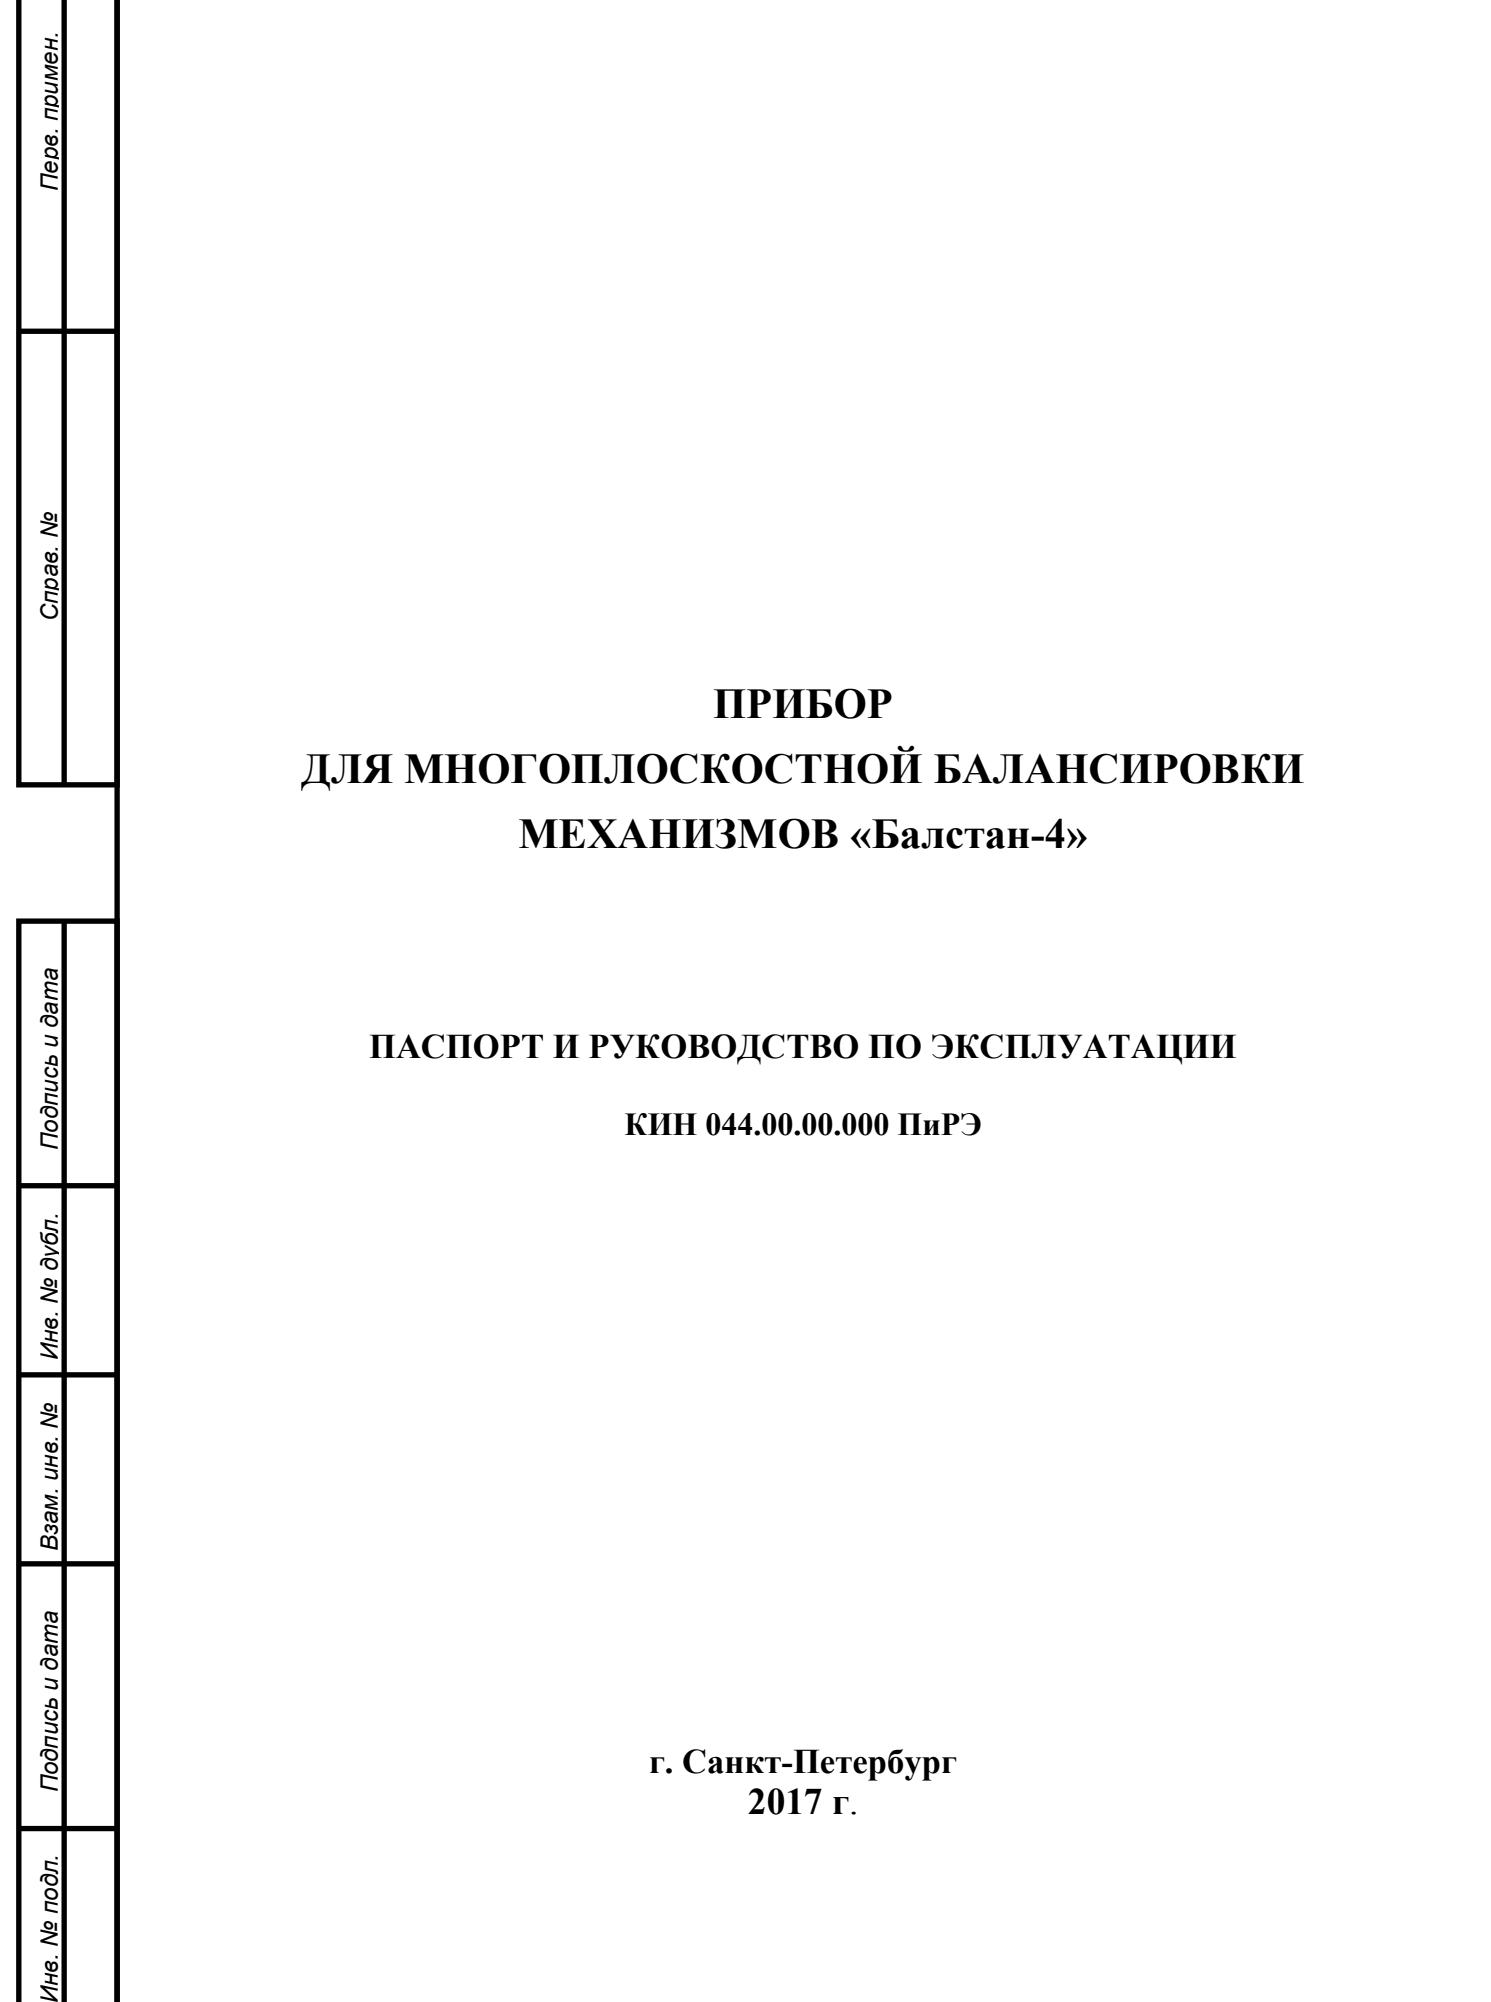 Перв. примен.
Справ. №
ПРИБОР
ДЛЯ МНОГОПЛОСКОСТНОЙ БАЛАНСИРОВКИ
МЕХАНИЗМОВ «Балстан-4»
Подпись и дата
ПАСПОРТ И РУКОВОДСТВО ПО ЭКСПЛУАТАЦИИ
КИН 044.00.00.000 ПиРЭ
Инв. № дубл.
Взам. инв. №
Подпись и дата
г. Санкт-Петербург
2017 г.
Инв. № подл.